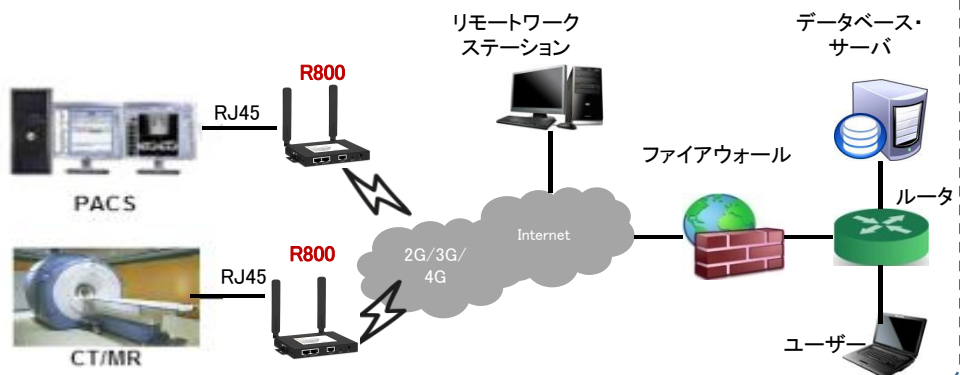 リモートワーク
ステーション
データベース・
サーバ
R800
RJ45
ファイアウォール
PACS
ルータ
Internet
2G/3G/
4G
R800
RJ45
ユーザー
CT/MR